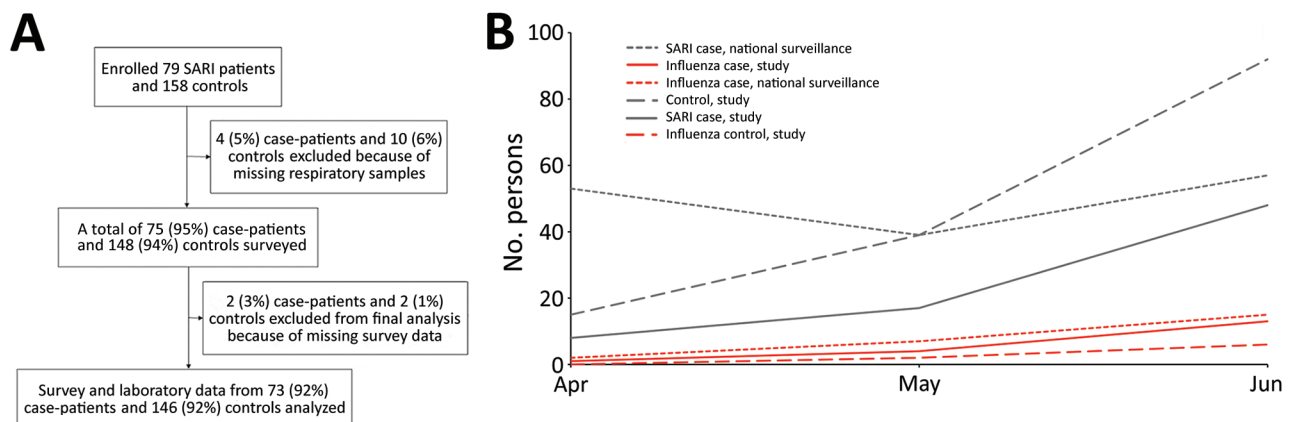 A
Enrolled 79 SARI patients
and 158 controls
4 (5%) case-patients and 10 (6%)
controls excluded because of
missing respiratory samples
A total of 75 (95%) case-patients
and 148 (94%) controls surveyed
2 (3%) case-patients and 2 (1%)
controls excluded from final analysis
because of missing survey data
Survey and laboratory data from 73 (92%)
case-patients and 146 (92%) controls analyzed
B
No. persons
100
80
60
40
20
0
SARI case, national surveillance
Influenza case, study
Influenza case, national surveillance
Control, study
SARI case, study
Influenza control, study
Apr
May
Jun